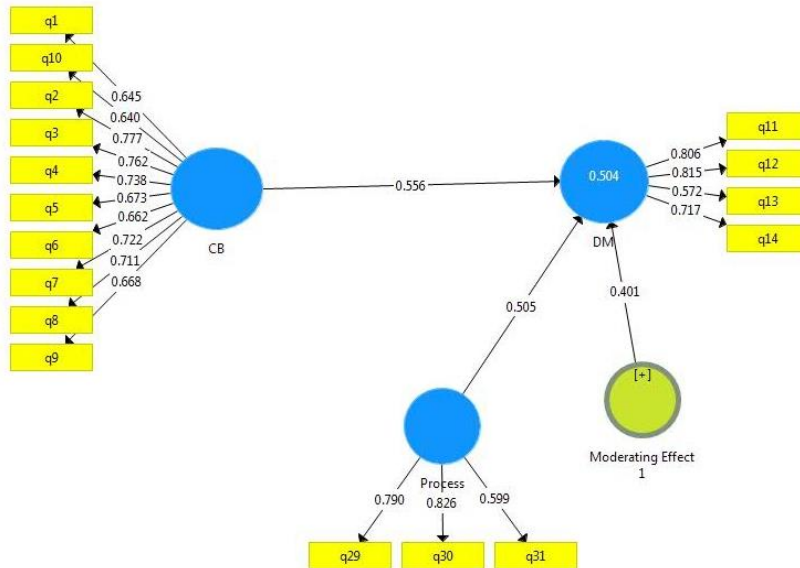 q1
q10
q2
q3
q4
q5
q6
q7
q8
q9
0.645
0.640
0.777
0.762
0.738
0.673
0.662
0.722
0.711
0.668
CB
0.556
0.504
DM
0.806
0.815
0.572
0.717
q11
q12
q13
q14
0.505
0.401
[+]
Moderating Effect
1
Process
0.790
0.826
0.599
q29
q30
q31